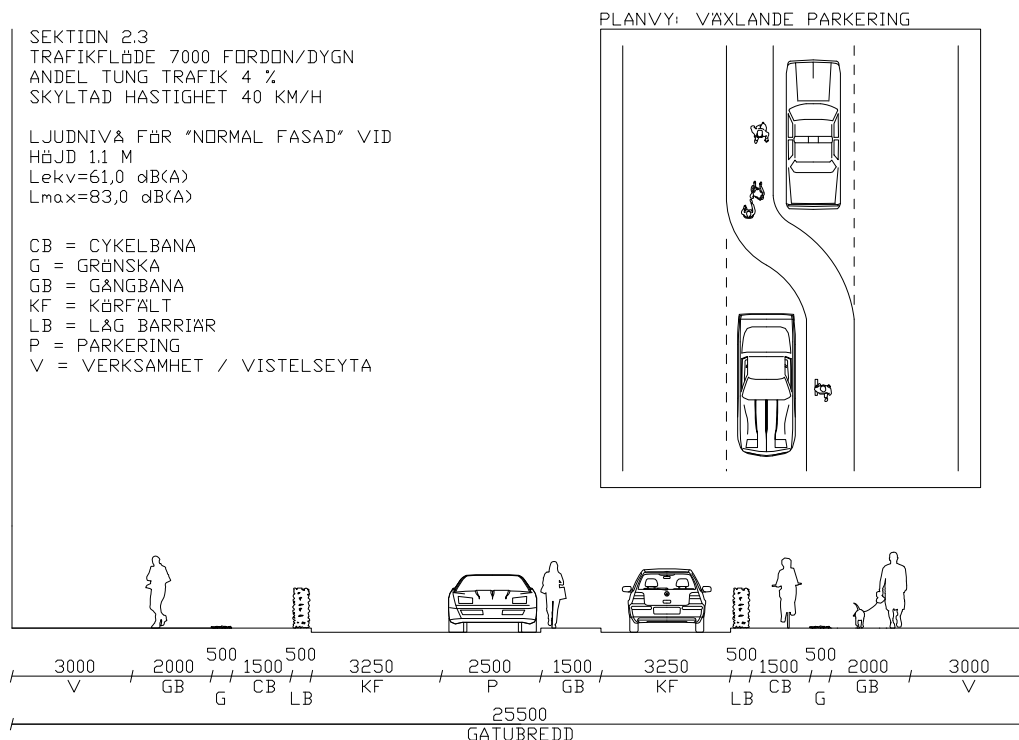 PLANVY: VÄXLANDE PARKERING
SEKTION 2.3
TRAFIKFLÖDE 7000 FORDON/DYGN
ANDEL TUNG TRAFIK 4 %
SKYLTAD HASTIGHET 40 KM/H
LJUDNIVÅ FÖR "NORMAL FASAD" VID
HÖJD 1.1 M
Lekv=61,0 dB(A)
Lmax=83,0 dB(A)
CB = CYKELBANA
G = GRÖNSKA
GB = GÅNGBANA
KF = KÖRFÄLT
LB = LÅG BARRIÄR
P = PARKERING
V = VERKSAMHET / VISTELSEYTA
3000 2000 500 1500 500 3250 2500 1500 3250 500 1500 500 2000 3000
V GB G CB LB KF P GB KF LB CB G GB V
25500
GATUBREDD